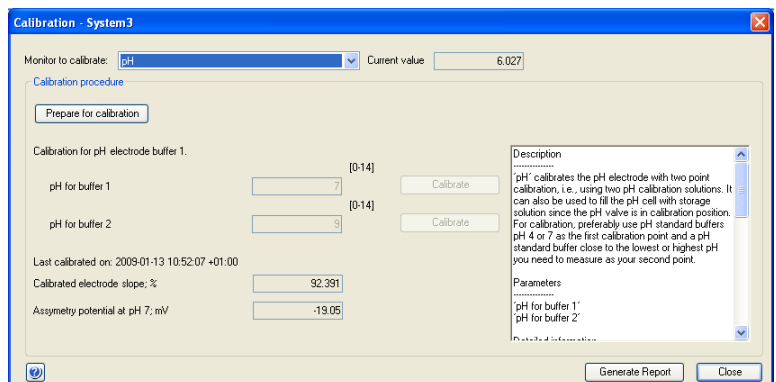 Calibration - System3
Monitor to calibrate: pH Current value 6.027
Calibration procedure
Prepare for calibration
Calibration for pH electrode buffer 1.
[0-14]
pH for buffer 1 7 Calibrate
[0-14]
pH for buffer 2 9 Calibrate
Last calibrated on: 2009-01-13 10:52:07 +01:00
Calibrated electrode slope; % 92.391
Assymetry potential at pH 7; mV -19.05
Description
---------------
'pH' calibrates the pH electrode with two point
calibration, i.e., using two pH calibration solutions. It
can also be used to fill the pH cell with storage
solution since the pH valve is in calibration position.
For calibration, preferably use pH standard buffers
pH 4 or 7 as the first calibration point and a pH
standard buffer close to the lowest or highest pH
you need to measure as your second point.
Parameters
---------------
'pH for buffer 1'
'pH for buffer 2'
Detailed information
Generate Report Close